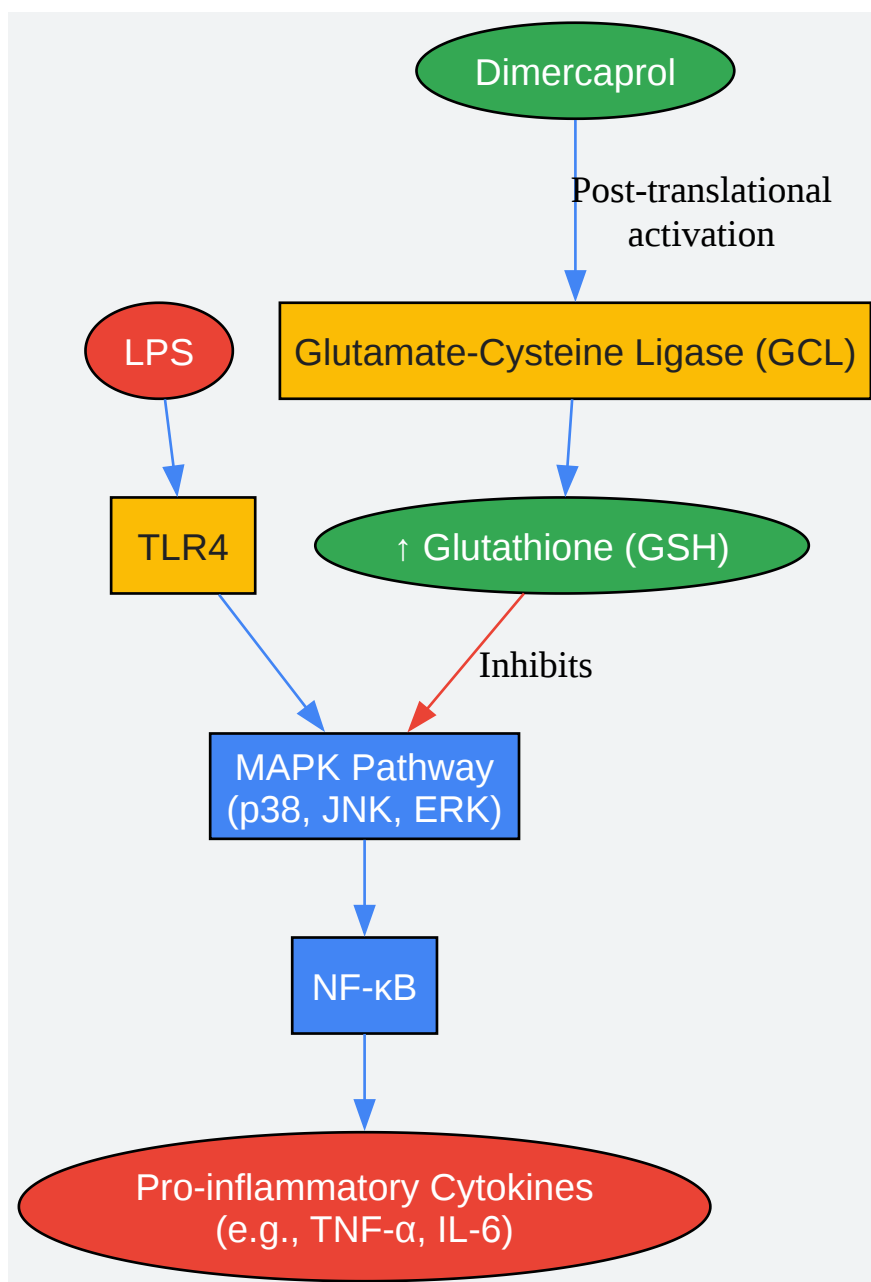 Dimercaprol
Post-translational
activation
LPS
Glutamate-Cysteine Ligase (GCL)
TLR4
↑ Glutathione (GSH)
Inhibits
MAPK Pathway
(p38, JNK, ERK)
NF-κB
Pro-inflammatory Cytokines
(e.g., TNF-α, IL-6)